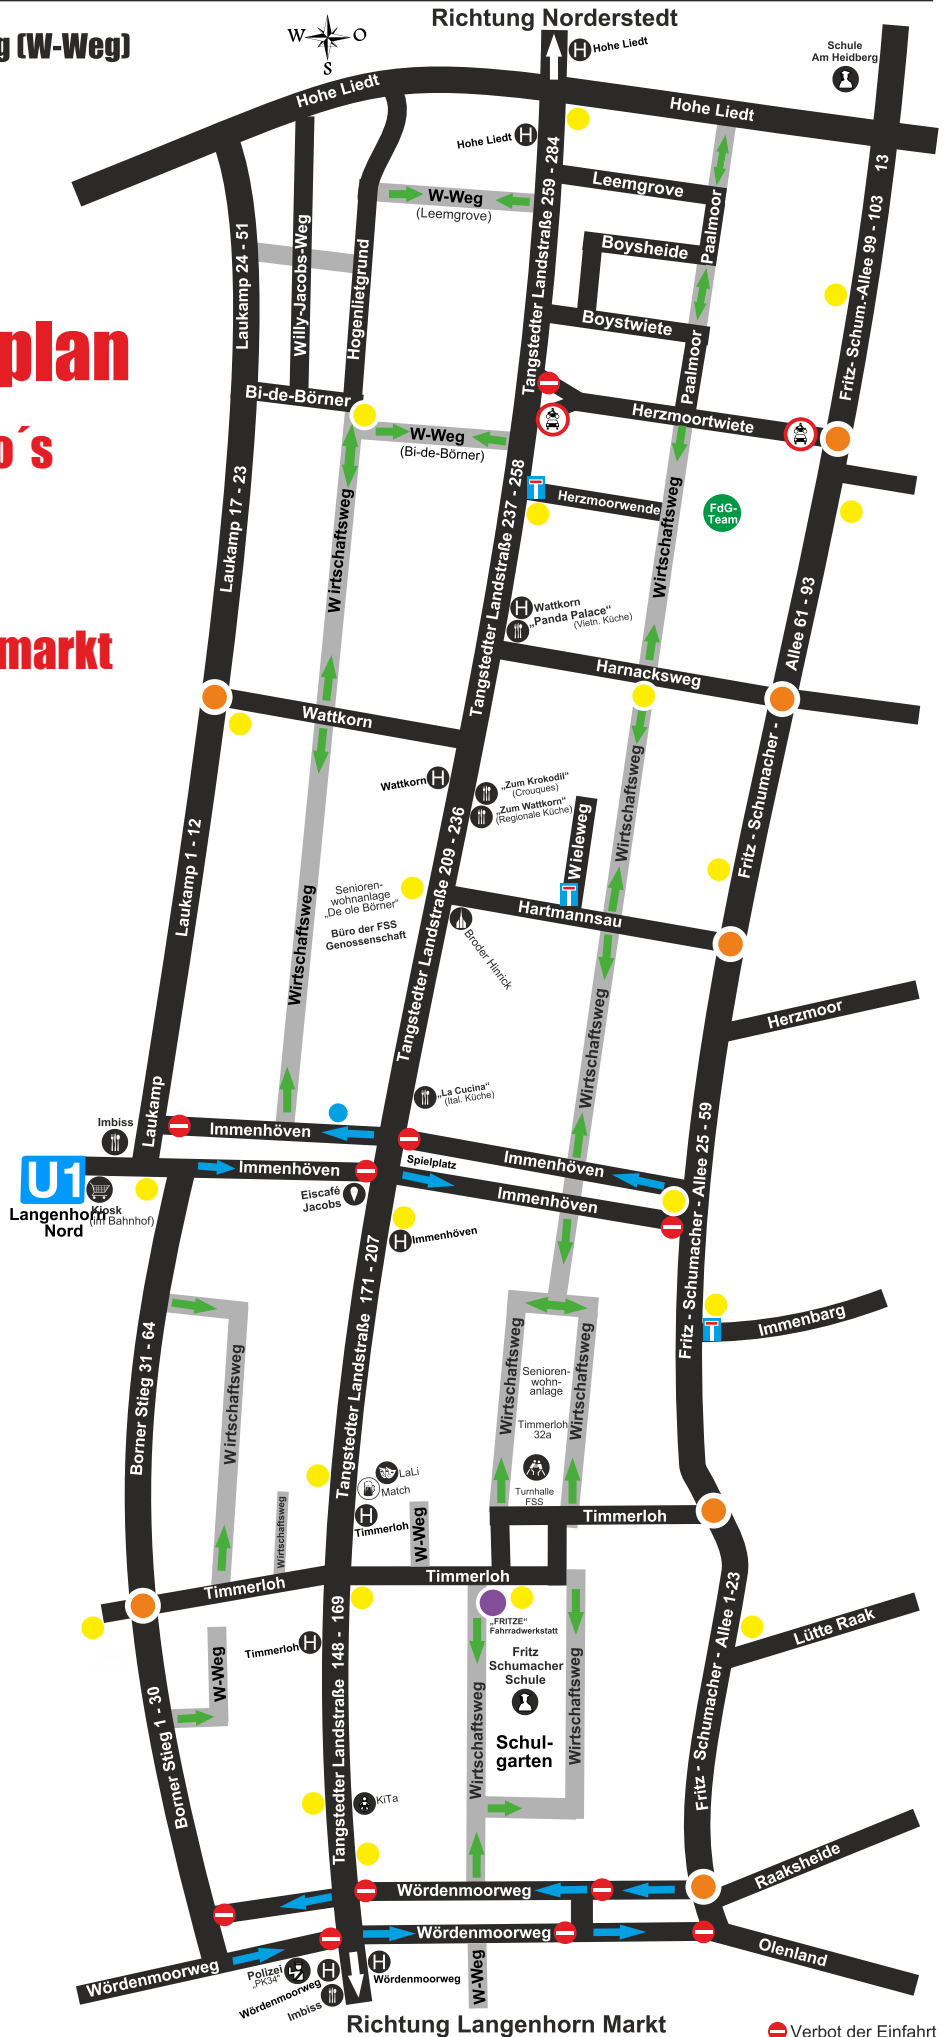 Richtung Norderstedt
g (W-Weg)
W
O
S
H
Hohe Liedt
Schule
Am Heidberg
Hohe Liedt
Hohe Liedt
Hohe Liedt
H
13
Leemgrove
W-Weg
(Leemgrove)
Paalmoor
Boysheide
Laukamp 24 - 51
Willy-Jacobs-Weg
Hogenlietgrund
Tangstedter Landstraße 259 - 284
Fritz- Schum.-Allee 99 - 103
Boystwiete
plan
Paalmoor
Bi-de-Börner
Herzmoortwiete
o´s
W-Weg
(Bi-de-Börner)
Laukamp 17 - 23
Wirtschaftsweg
Tangstedter Landstraße 237 - 258
Herzmoorwende
Wirtschaftsweg
FdG-
Team
H
Wattkorn
„Panda Palace“
(Vietn. Küche)
Allee 61 - 93
markt
Harnacksweg
Wattkorn
Wattkorn
H
„Zum Krokodil“
(Crouques)
„Zum Wattkorn“
(Regionale Küche)
Wieleweg
Wirtschaftsweg
Fritz - Schumacher -
Laukamp 1 - 12
Tangstedter Landstraße 209 - 236
Senioren-
wohnanlage
„De ole Börner“
Büro der FSS
Genossenschaft
Hartmannsau
Broder Hinrick
Wirtschaftsweg
Wirtschaftsweg
Herzmoor
„La Cucina“
(Ital. Küche)
Laukamp
Imbiss
Immenhöven
Immenhöven
Spielplatz
U1
Immenhöven
Immenhöven
Langenhorn
Nord
Kiosk
(im Bahnhof)
Eiscafé
Jacobs
H
Immenhöven
Fritz - Schumacher - Allee 25 - 59
Immenbarg
Borner Stieg 31 - 64
Wirtschaftsweg
Tangstedter Landstraße 171 - 207
Wirtschaftsweg
Wirtschaftsweg
Senioren-
wohn-
anlage
Timmerloh
32a
Turnhalle
FSS
LaLi
Match
H
Timmerloh
Wirtschaftsweg
W-Weg
Timmerloh
Timmerloh
Timmerloh
„FRITZE“
Fahrradwerkstatt
Fritz
Schumacher
Schule
Schul-
garten
Timmerloh
H
W-Weg
Wirtschaftsweg
Wirtschaftsweg
Fritz - Schumacher - Allee 1-23
Lütte Raak
Borner Stieg 1 - 30
Tangstedter Landstraße 148 - 169
KiTa
Raaksheide
Wördenmoorweg
Wördenmoorweg
Olenland
Wördenmoorweg
Polizei
„PK34“
H
H
Wördenmoorweg
Wördenmoorweg
Imbiss
W-Weg
Richtung Langenhorn Markt
Verbot der Einfahrt